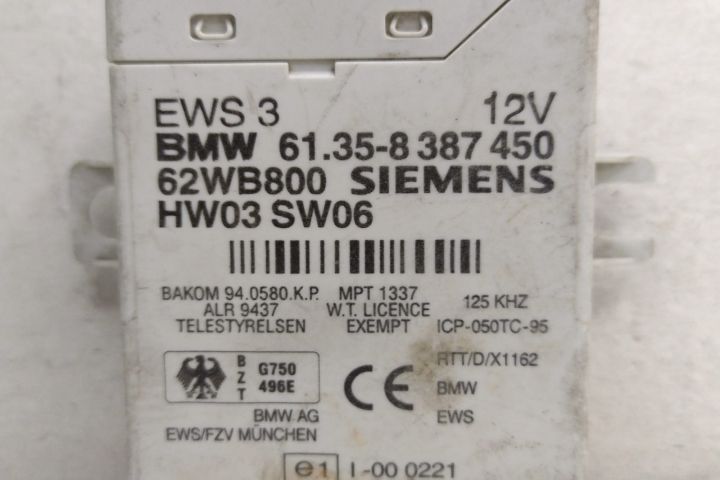 EWS 3 12V
BMW 61.35-8 387 450
62WB800 SIEMENS
HW03 SW06
BAKOM 94.0580.K.P. MPT 1337 125 KHZ
ALR 9437 W.T. LICENCE
TELESTYRELSEN EXEMPT ICP-050TC-95
BZT G750 496E CE RTT/D/X1162
BMW
EWS
BMW AG
EWS/FZV MÜNCHEN
e1 I-00 0221